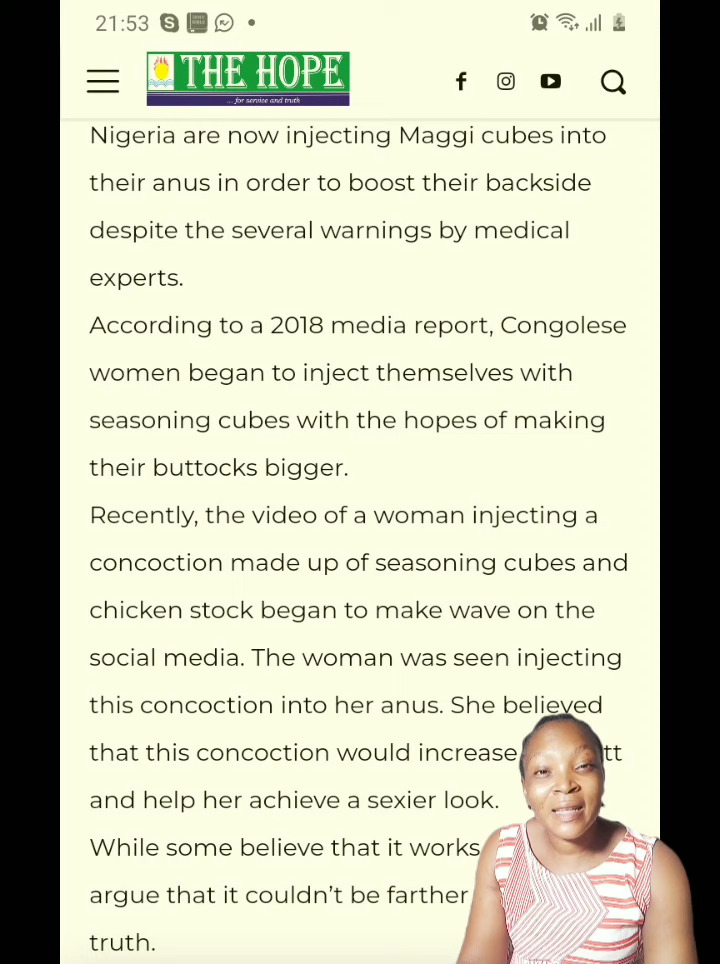 21:53
THE HOPE
... for service and truth
Nigeria are now injecting Maggi cubes into
their anus in order to boost their backside
despite the several warnings by medical
experts.
According to a 2018 media report, Congolese
women began to inject themselves with
seasoning cubes with the hopes of making
their buttocks bigger.
Recently, the video of a woman injecting a
concoction made up of seasoning cubes and
chicken stock began to make wave on the
social media. The woman was seen injecting
this concoction into her anus. She believed
that this concoction would increase tt
and help her achieve a sexier look.
While some believe that it works
argue that it couldn't be farther
truth.